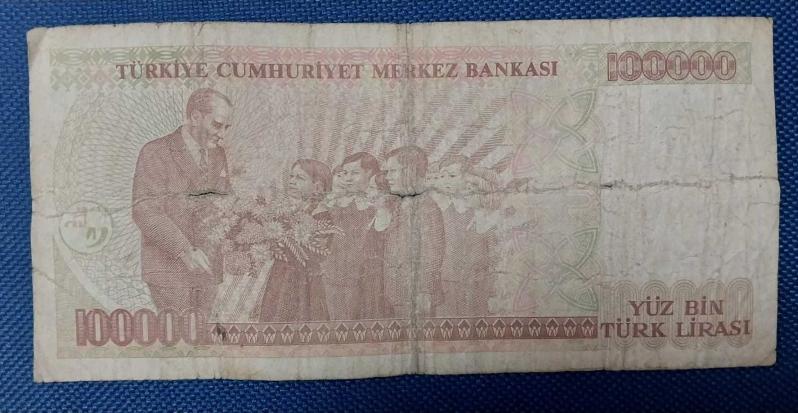 TÜRKİYE CUMHURİYET MERKEZ BANKASI
100000
100000
YÜZ BİN
TÜRK LİRASI